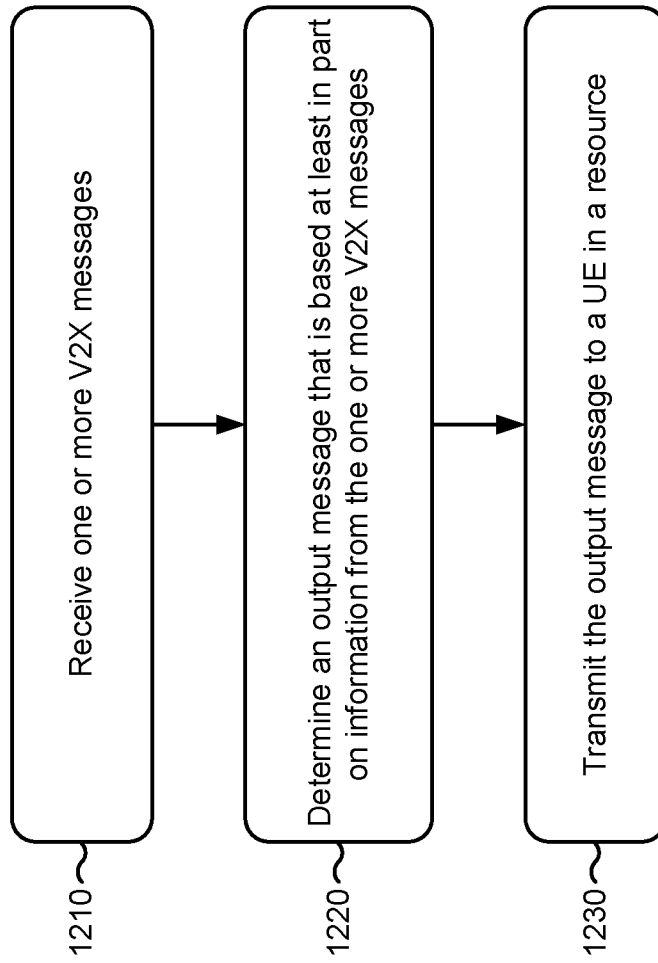 1210
Receive one or more V2X messages
1220
Determine an output message that is based at least in part
on information from the one or more V2X messages
1230
Transmit the output message to a UE in a resource